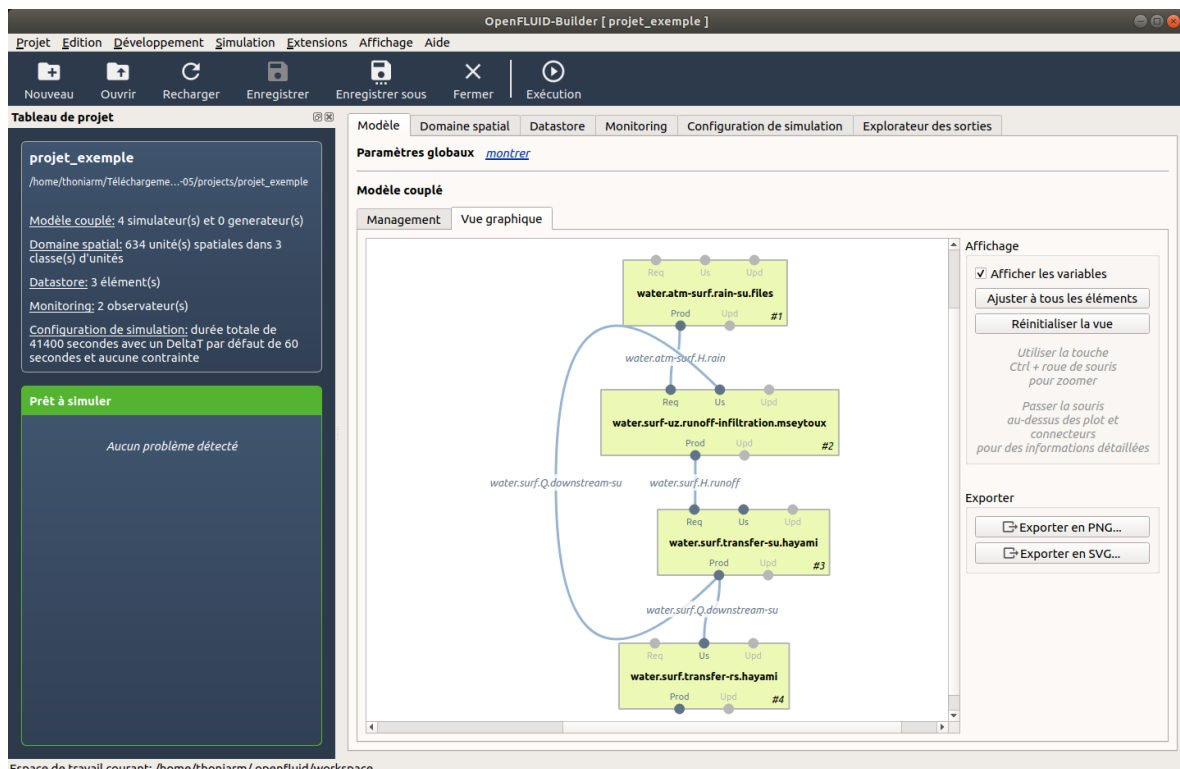 OpenFLUID-Builder [ projet_exemple ]
Projet Edition Développement Simulation Extensions Affichage Aide
Nouveau Ouvrir Recharger Enregistrer Enregistrer sous Fermer Exécution
Tableau de projet
projet_exemple
/home/thoniarm/Téléchargeme...-05/projects/projet_exemple
Modèle couplé: 4 simulateur(s) et 0 generateur(s)
Domaine spatial: 634 unité(s) spatiales dans 3
classe(s) d'unités
Datastore: 3 élément(s)
Monitoring: 2 observateur(s)
Configuration de simulation: durée totale de
41400 secondes avec un DeltaT par défaut de 60
secondes et aucune contrainte
Prêt à simuler
Aucun problème détecté
Modèle Domaine spatial Datastore Monitoring Configuration de simulation Explorateur des sorties
Paramètres globaux montrer
Modèle couplé
Management Vue graphique
Req Us Upd
water.atm-surf.rain-su.files
Prod Upd #1
water.atm-surf.H.rain
Req Us Upd
water.surf-uz.runoff-infiltration.mseytoux
Prod Upd #2
water.surf.Q.downstream-su water.surf.H.runoff
Req Us Upd
water.surf.transfer-su.hayami
Prod Upd #3
water.surf.Q.downstream-su
Req Us Upd
water.surf.transfer-rs.hayami
Prod Upd #4
Affichage
Afficher les variables
Ajuster à tous les éléments
Réinitialiser la vue
Utiliser la touche
Ctrl + roue de souris
pour zoomer
Passer la souris
au-dessus des plot et
connecteurs
pour des informations détaillées
Exporter
Exporter en PNG...
Exporter en SVG...
Espace de travail courant: /home/thoniarm/.openfluid/workspace